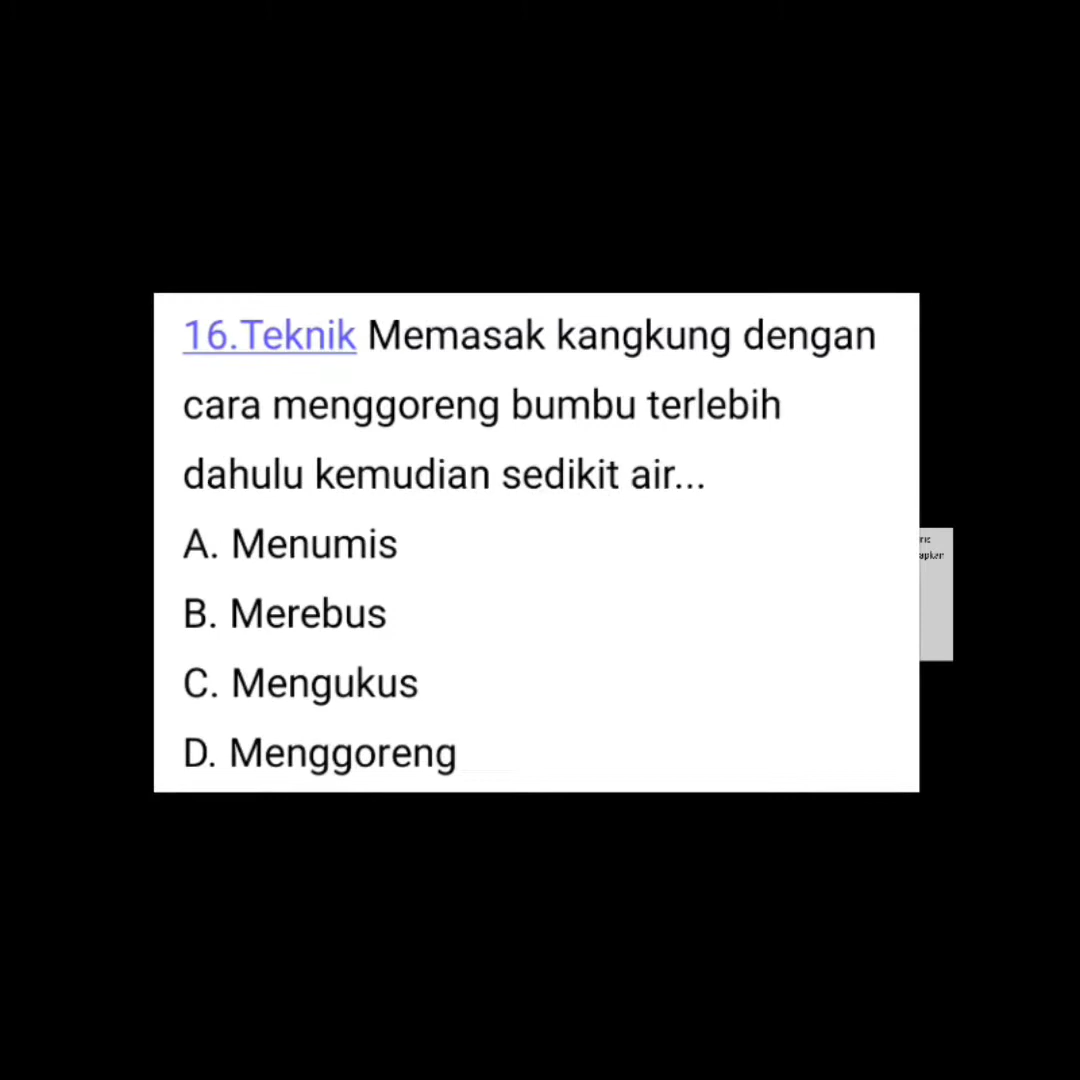 16.Teknik Memasak kangkung dengan
cara menggoreng bumbu terlebih
dahulu kemudian sedikit air...
A. Menumis
B. Merebus
C. Mengukus
D. Menggoreng